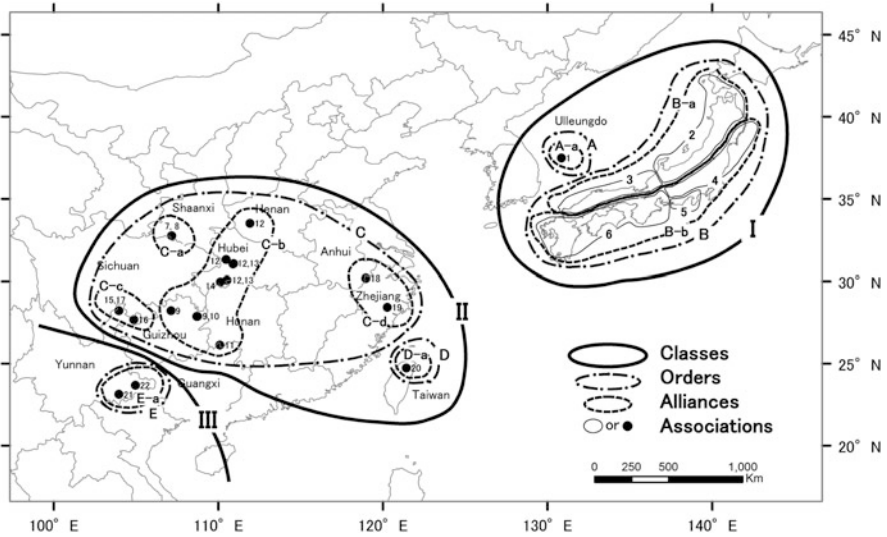 45° N
40° N
35° N
30° N
25° N
20° N
Ulleungdo
A-a A
1
B-a
2
3
4
5
6
B-b B
I
Shaanxi
7, 8
C-a
Henan
12
C
C-b
Hubei
12
12,13
12,13
14
Anhui
Sichuan
C-c
15,17
16
9
9,10
Guizhou
Hunan
11
18
Zhejiang
19
C-d
II
D-a D
20
Taiwan
Yunnan
Guangxi
22
21
E-a
E
III
Classes
Orders
Alliances
or Associations
0 250 500 1,000
Km
100° E 110° E 120° E 130° E 140° E